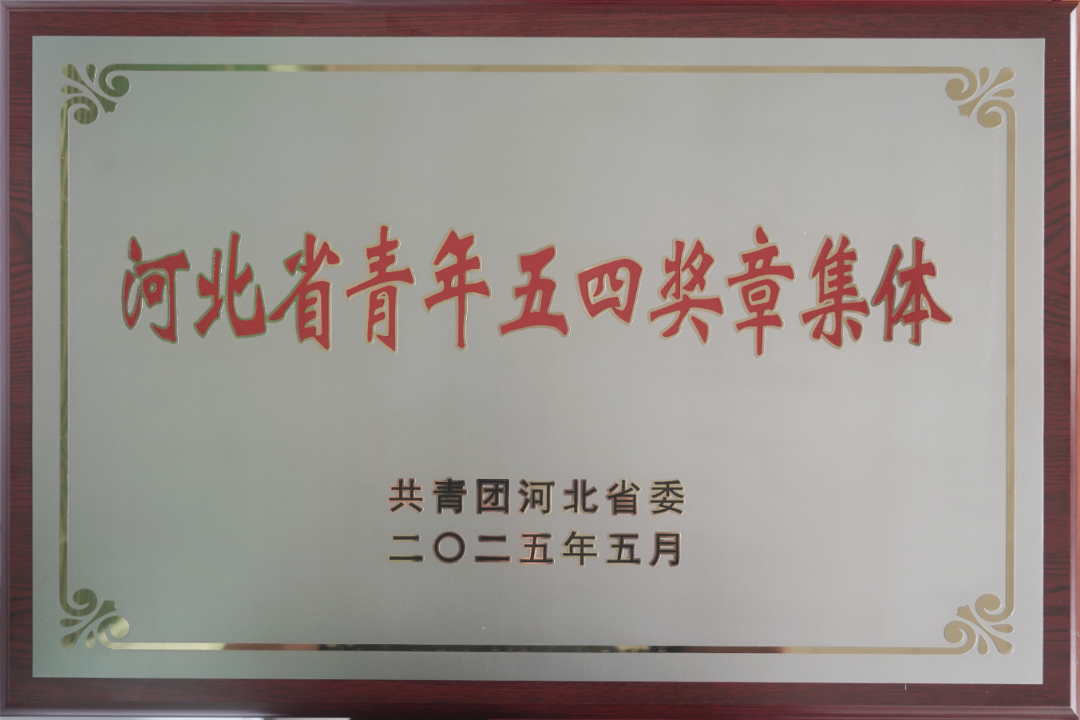 河北省青年五四奖章集体
共青团河北省委
二〇二五年五月